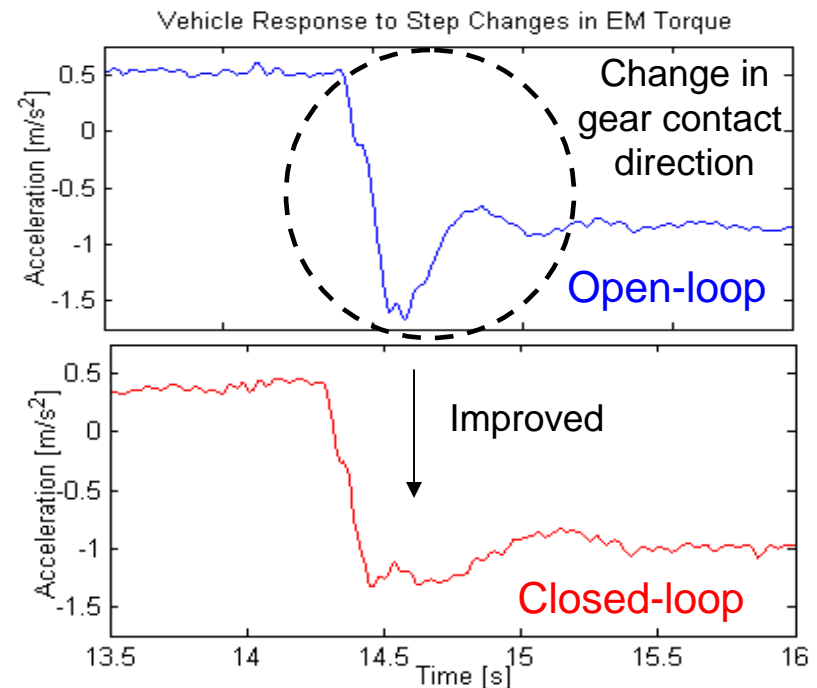 Vehicle Response to Step Changes in EM Torque
Acceleration [m/s²]
0.5
0
-0.5
-1
-1.5
Change in
gear contact
direction
Open-loop
Acceleration [m/s²]
0.5
0
-0.5
-1
-1.5
Improved
Closed-loop
13.5 14 14.5 15 15.5 16
Time [s]